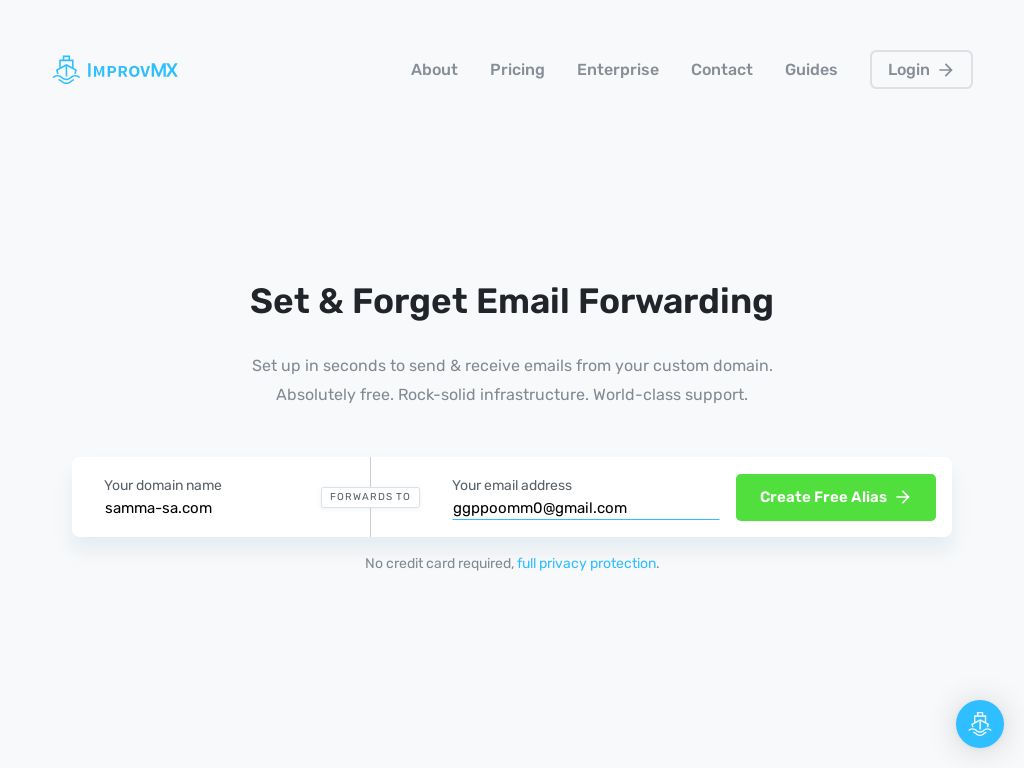 IMPROVMX
About
Pricing
Enterprise
Contact
Guides
Login
Set & Forget Email Forwarding
Set up in seconds to send & receive emails from your custom domain.
Absolutely free. Rock-solid infrastructure. World-class support.
Your domain name
samma-sa.com
FORWARDS TO
Your email address
ggppoomm0@gmail.com
Create Free Alias
No credit card required, full privacy protection.